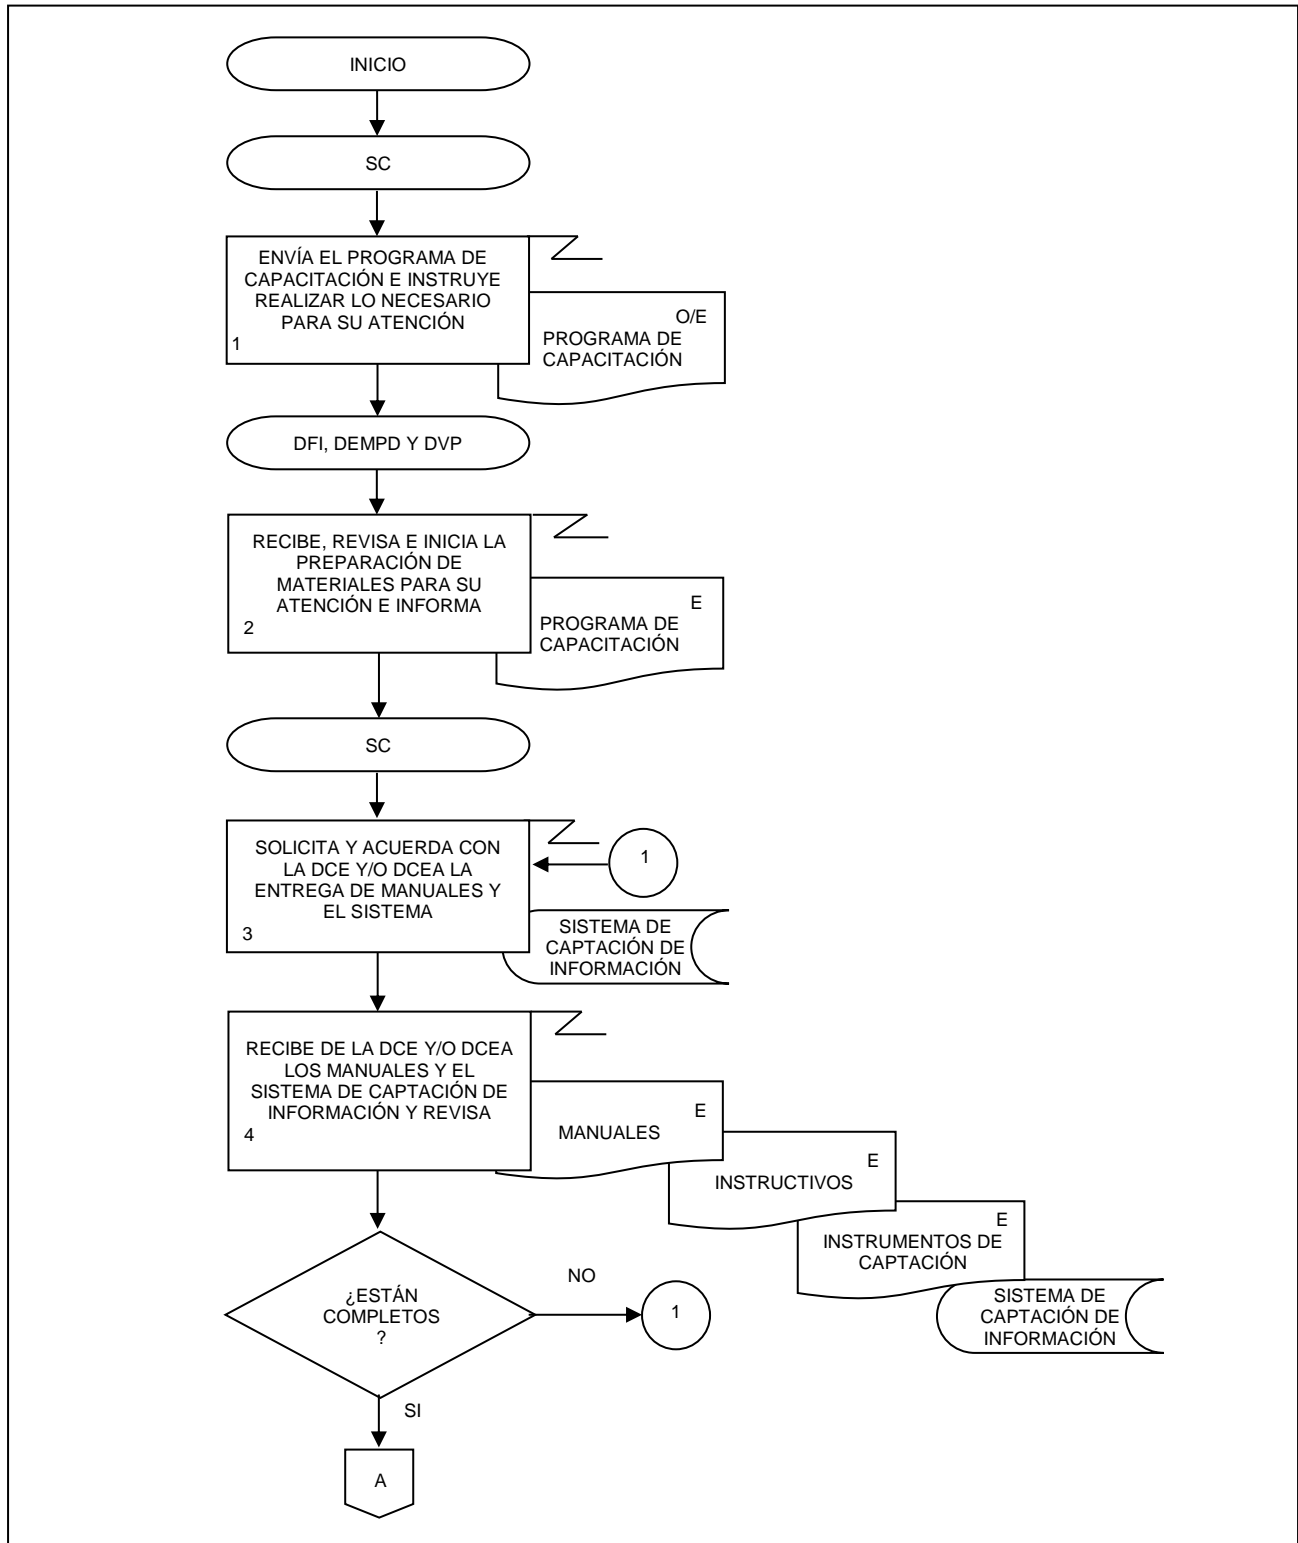 INICIO
SC
ENVÍA EL PROGRAMA DE
CAPACITACIÓN E INSTRUYE
REALIZAR LO NECESARIO
PARA SU ATENCIÓN
1
O/E
PROGRAMA DE
CAPACITACIÓN
DFI, DEMPD Y DVP
RECIBE, REVISA E INICIA LA
PREPARACIÓN DE
MATERIALES PARA SU
ATENCIÓN E INFORMA
2
E
PROGRAMA DE
CAPACITACIÓN
SC
SOLICITA Y ACUERDA CON
LA DCE Y/O DCEA LA
ENTREGA DE MANUALES Y
EL SISTEMA
3
1
SISTEMA DE
CAPTACIÓN DE
INFORMACIÓN
RECIBE DE LA DCE Y/O DCEA
LOS MANUALES Y EL
SISTEMA DE CAPTACIÓN DE
INFORMACIÓN Y REVISA
4
E
MANUALES
E
INSTRUCTIVOS
E
INSTRUMENTOS DE
CAPTACIÓN
SISTEMA DE
CAPTACIÓN DE
INFORMACIÓN
¿ESTÁN
COMPLETOS
?
NO
1
SI
A